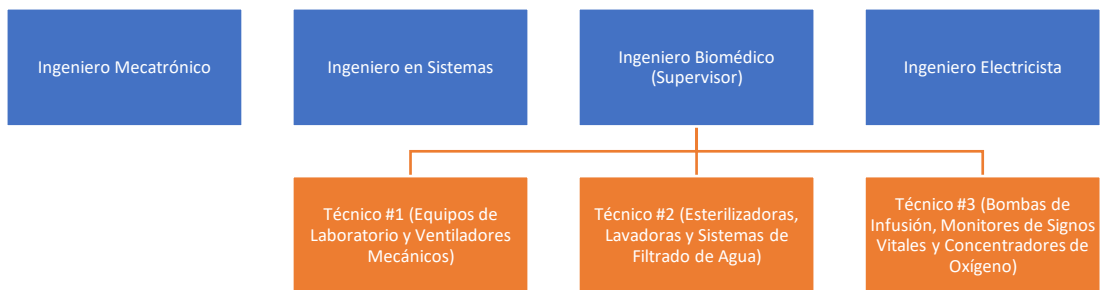 Ingeniero Mecatrónico
Ingeniero en Sistemas
Ingeniero Biomédico
(Supervisor)
Ingeniero Electricista
Técnico #1 (Equipos de
Laboratorio y Ventiladores
Mecánicos)
Técnico #2 (Esterilizadoras,
Lavadoras y Sistemas de
Filtrado de Agua)
Técnico #3 (Bombas de
Infusión, Monitores de Signos
Vitales y Concentradores de
Oxígeno)